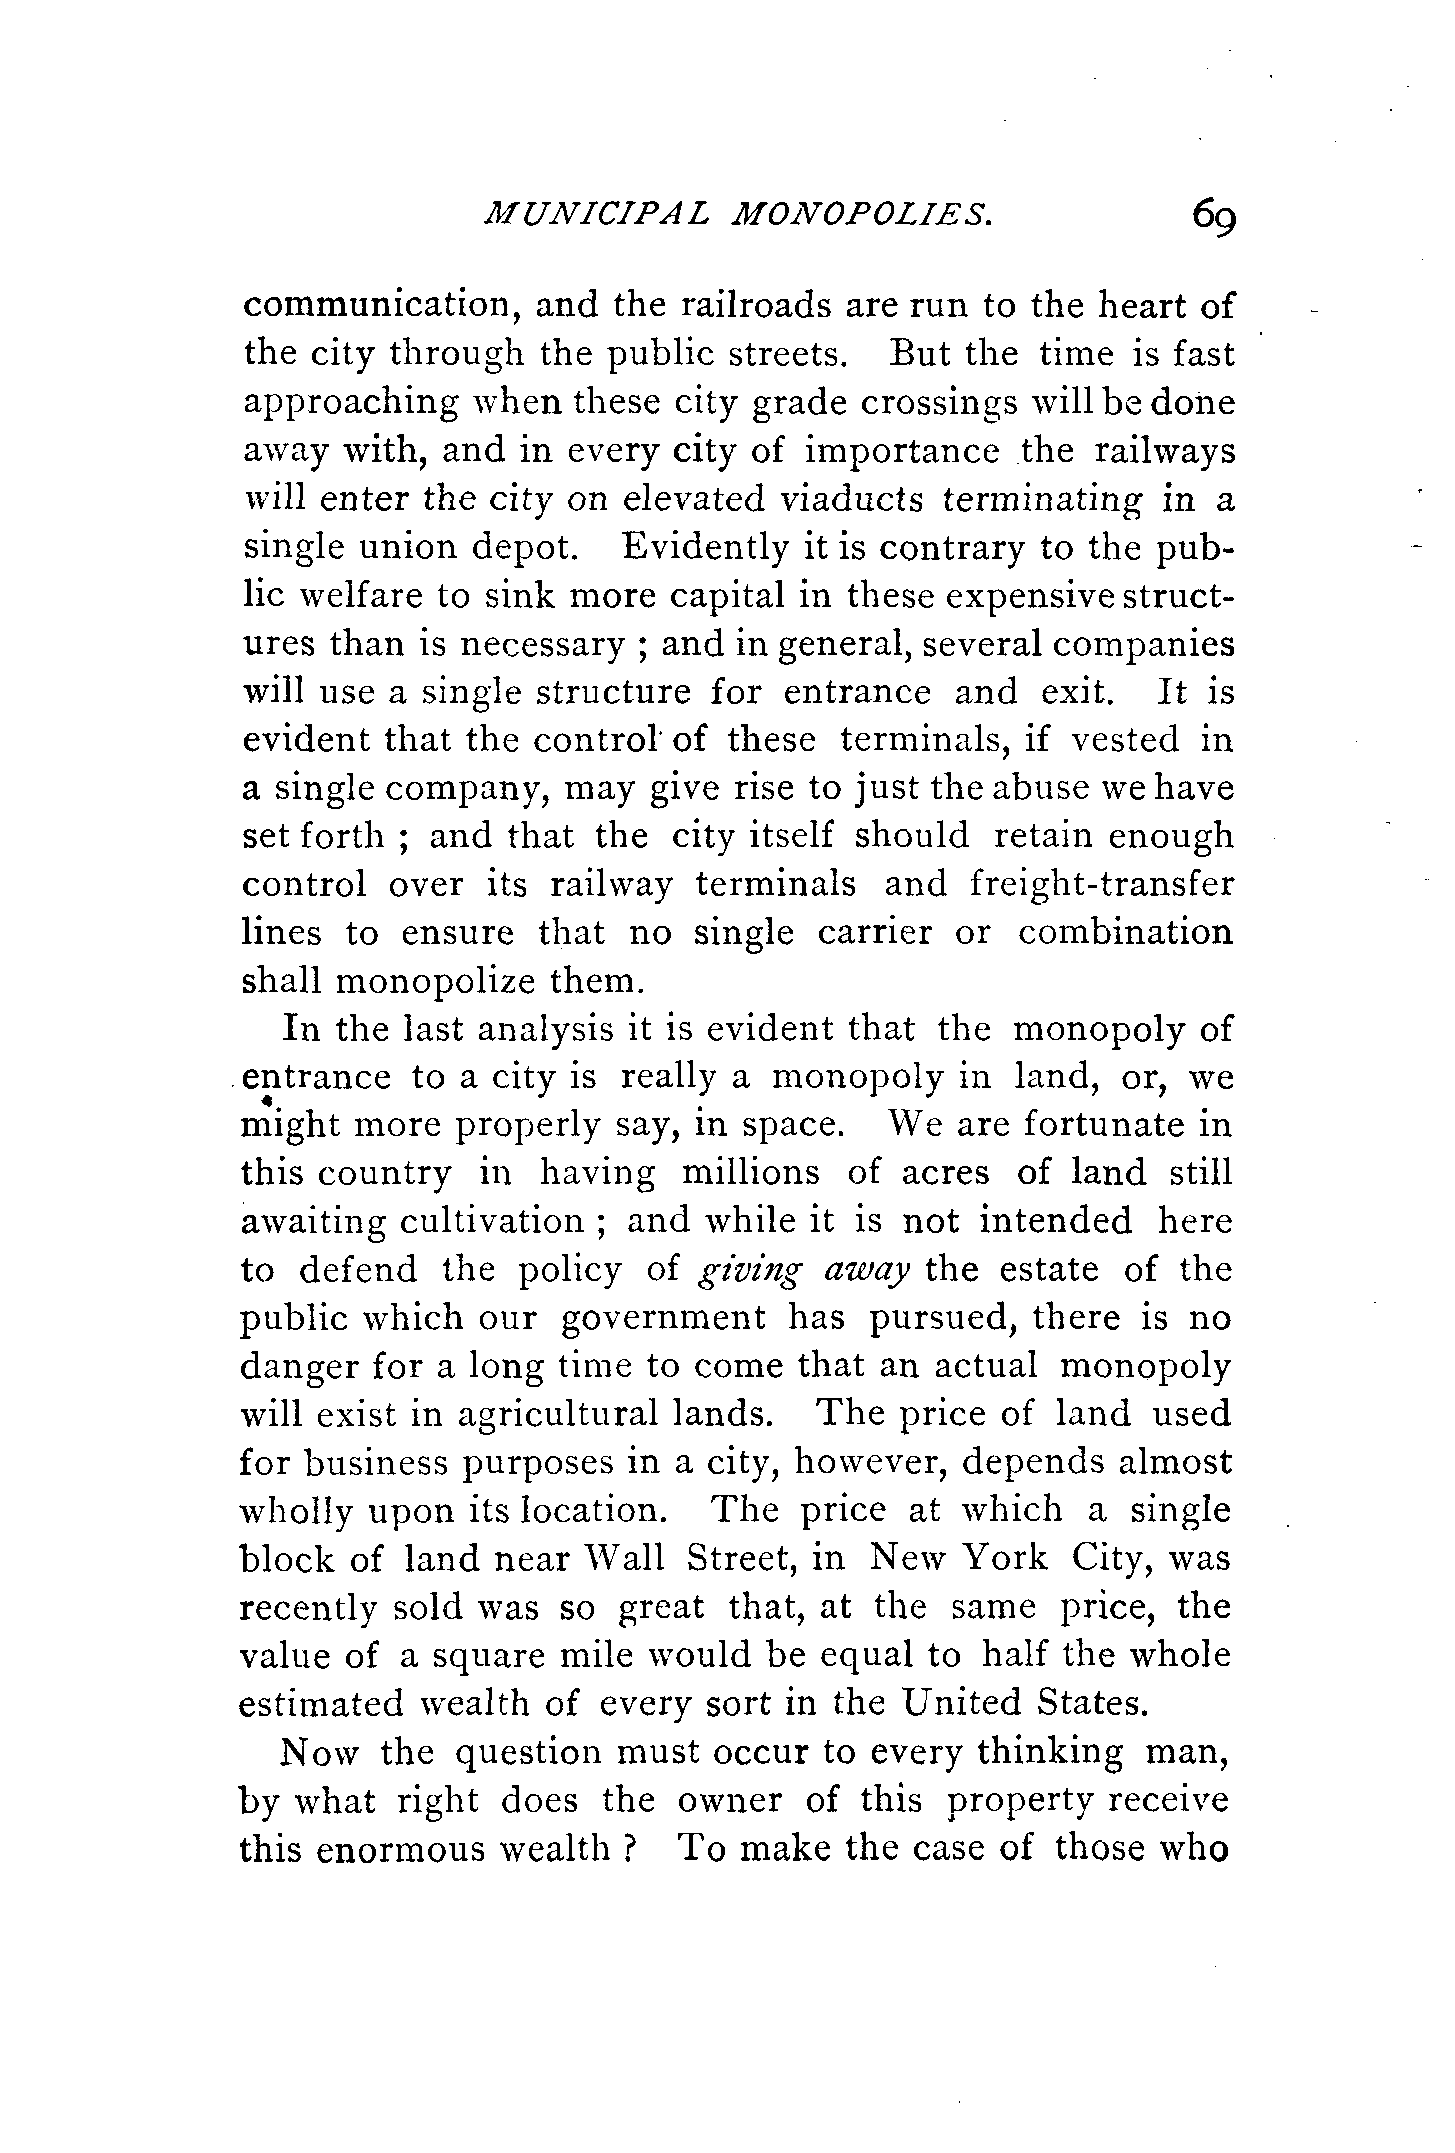 MUNICIPAL MONOPOLIES. 69
communication, and the railroads are run to the heart of
the city through the public streets. But the time is fast
approaching when these city grade crossings will be done
away with, and in every city of importance the railways
will enter the city on elevated viaducts terminating in a
single union depot. Evidently it is contrary to the pub-
lic welfare to sink more capital in these expensive struct-
ures than is necessary ; and in general, several companies
will use a single structure for entrance and exit. It is
evident that the control of these terminals, if vested in
a single company, may give rise to just the abuse we have
set forth ; and that the city itself should retain enough
control over its railway terminals and freight-transfer
lines to ensure that no single carrier or combination
shall monopolize them.
In the last analysis it is evident that the monopoly of
entrance to a city is really a monopoly in land, or, we
might more properly say, in space. We are fortunate in
this country in having millions of acres of land still
awaiting cultivation ; and while it is not intended here
to defend the policy of giving away the estate of the
public which our government has pursued, there is no
danger for a long time to come that an actual monopoly
will exist in agricultural lands. The price of land used
for business purposes in a city, however, depends almost
wholly upon its location. The price at which a single
block of land near Wall Street, in New York City, was
recently sold was so great that, at the same price, the
value of a square mile would be equal to half the whole
estimated wealth of every sort in the United States.
Now the question must occur to every thinking man,
by what right does the owner of this property receive
this enormous wealth ? To make the case of those who